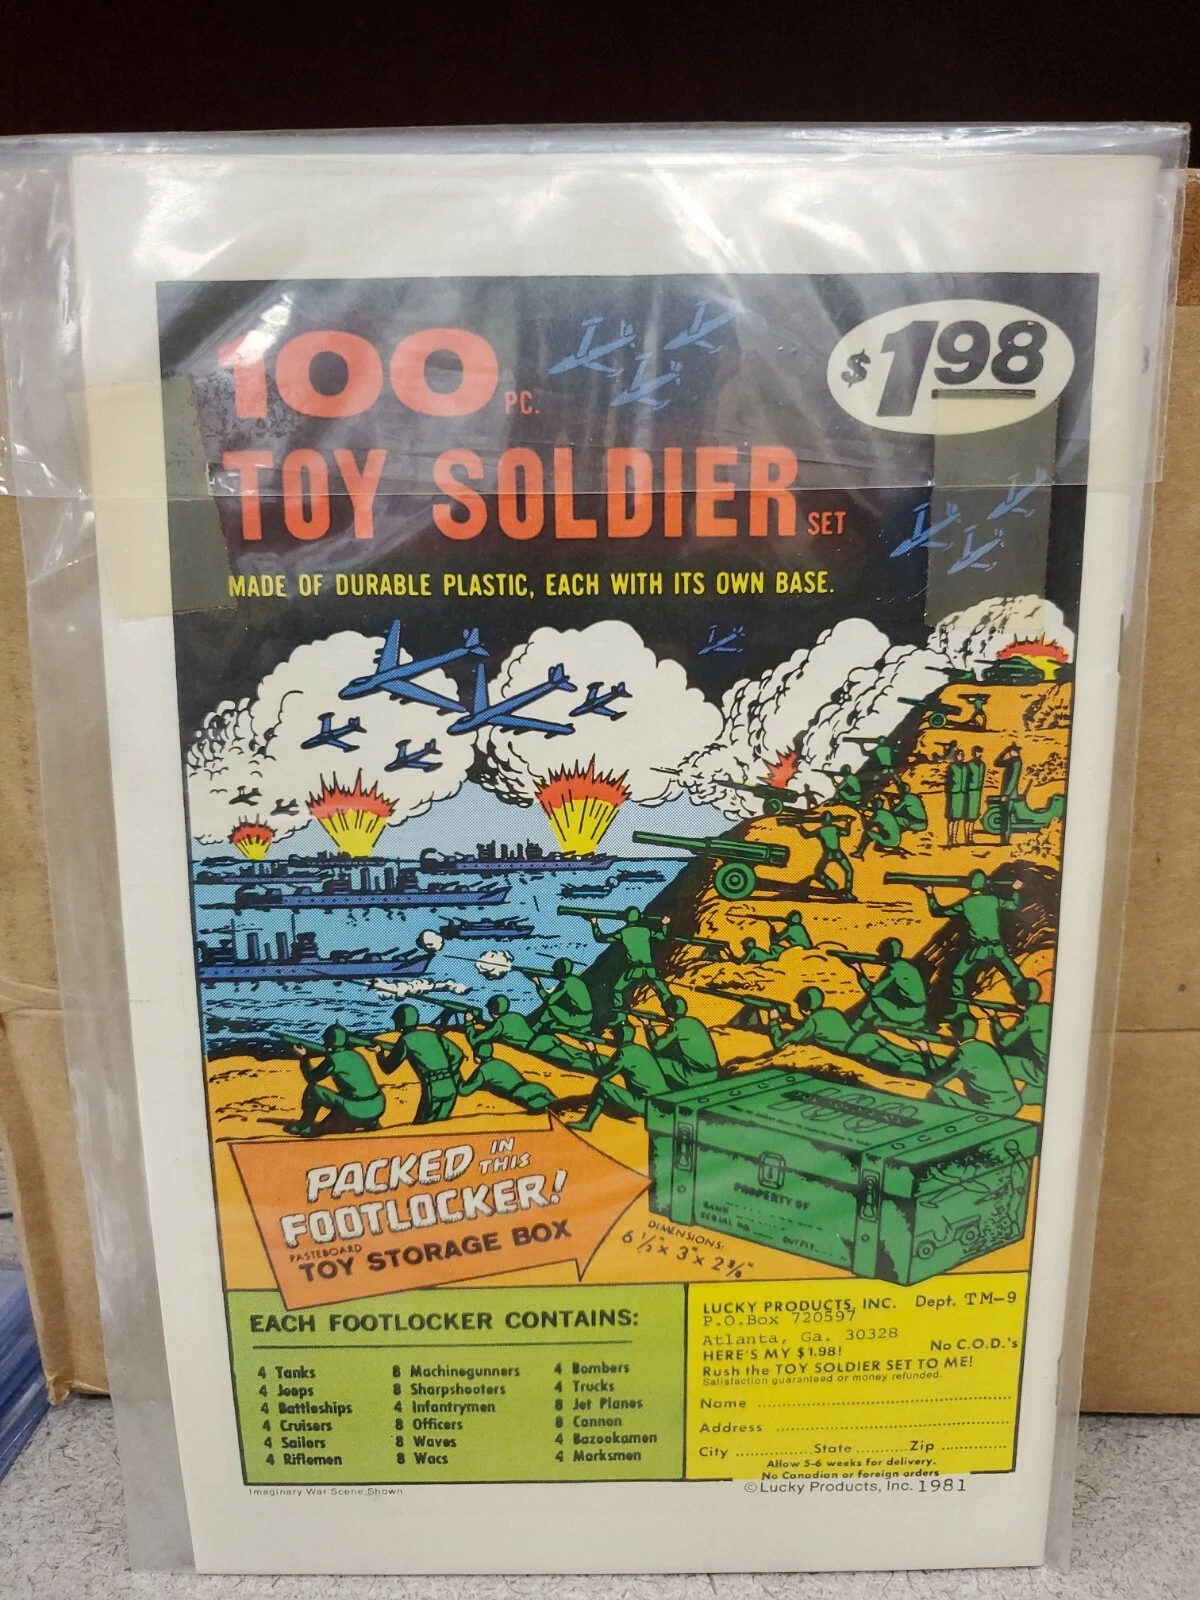 100 PC.
$1.98
TOY SOLDIER SET
MADE OF DURABLE PLASTIC, EACH WITH ITS OWN BASE.
PACKED IN THIS
FOOTLOCKER!
PASTEBOARD
TOY STORAGE BOX
100
PROPERTY OF
RANK
SERIAL NO.
OUTFIT
DIMENSIONS:
6 1/2" x 3" x 2
EACH FOOTLOCKER CONTAINS:
4 Tanks
4 Jeeps
4 Battleships
4 Cruisers
4 Sailors
4 Riflemen
8 Machinegunners
8 Sharpshooters
4 Infantrymen
8 Officers
8 Waves
8 Wacs
4 Bombers
4 Trucks
8 Jet Planes
8 Cannon
4 Bazookamen
4 Marksmen
LUCKY PRODUCTS, INC. Dept. TM-9
P.O.Box 720597
Atlanta, Ga. 30328
HERE'S MY $1.98! No C.O.D.'s
Rush the TOY SOLDIER SET TO ME!
Satisfaction guaranteed or money refunded.
Name
Address
City State Zip
Allow 5-6 weeks for delivery.
No Canadian or foreign orders
Imaginary War Scene Shown
© Lucky Products, Inc. 1981